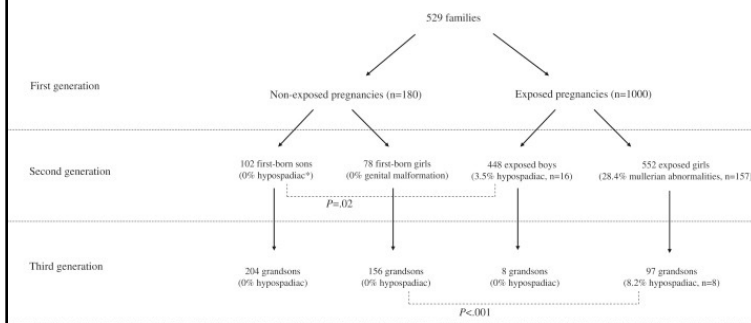 529 families
First generation
Non-exposed pregnancies (n=180)
Exposed pregnancies (n=1000)
Second generation
102 first-born sons
(0% hypospadiac*)
78 first-born girls
(0% genital malformation)
448 exposed boys
(3.5% hypospadiac, n=16)
552 exposed girls
(28.4% mullerian abnormalities, n=157)
P=.02
Third generation
204 grandsons
(0% hypospadiac)
156 grandsons
(0% hypospadiac)
8 grandsons
(0% hypospadiac)
97 grandsons
(8.2% hypospadiac, n=8)
P<.001